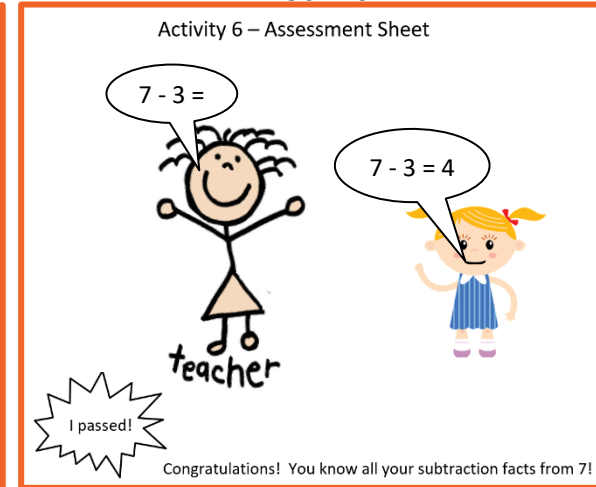 Activity 6 – Assessment Sheet
7 - 3 =
7 - 3 = 4
teacher
I passed!
Congratulations!  You know all your subtraction facts from 7!